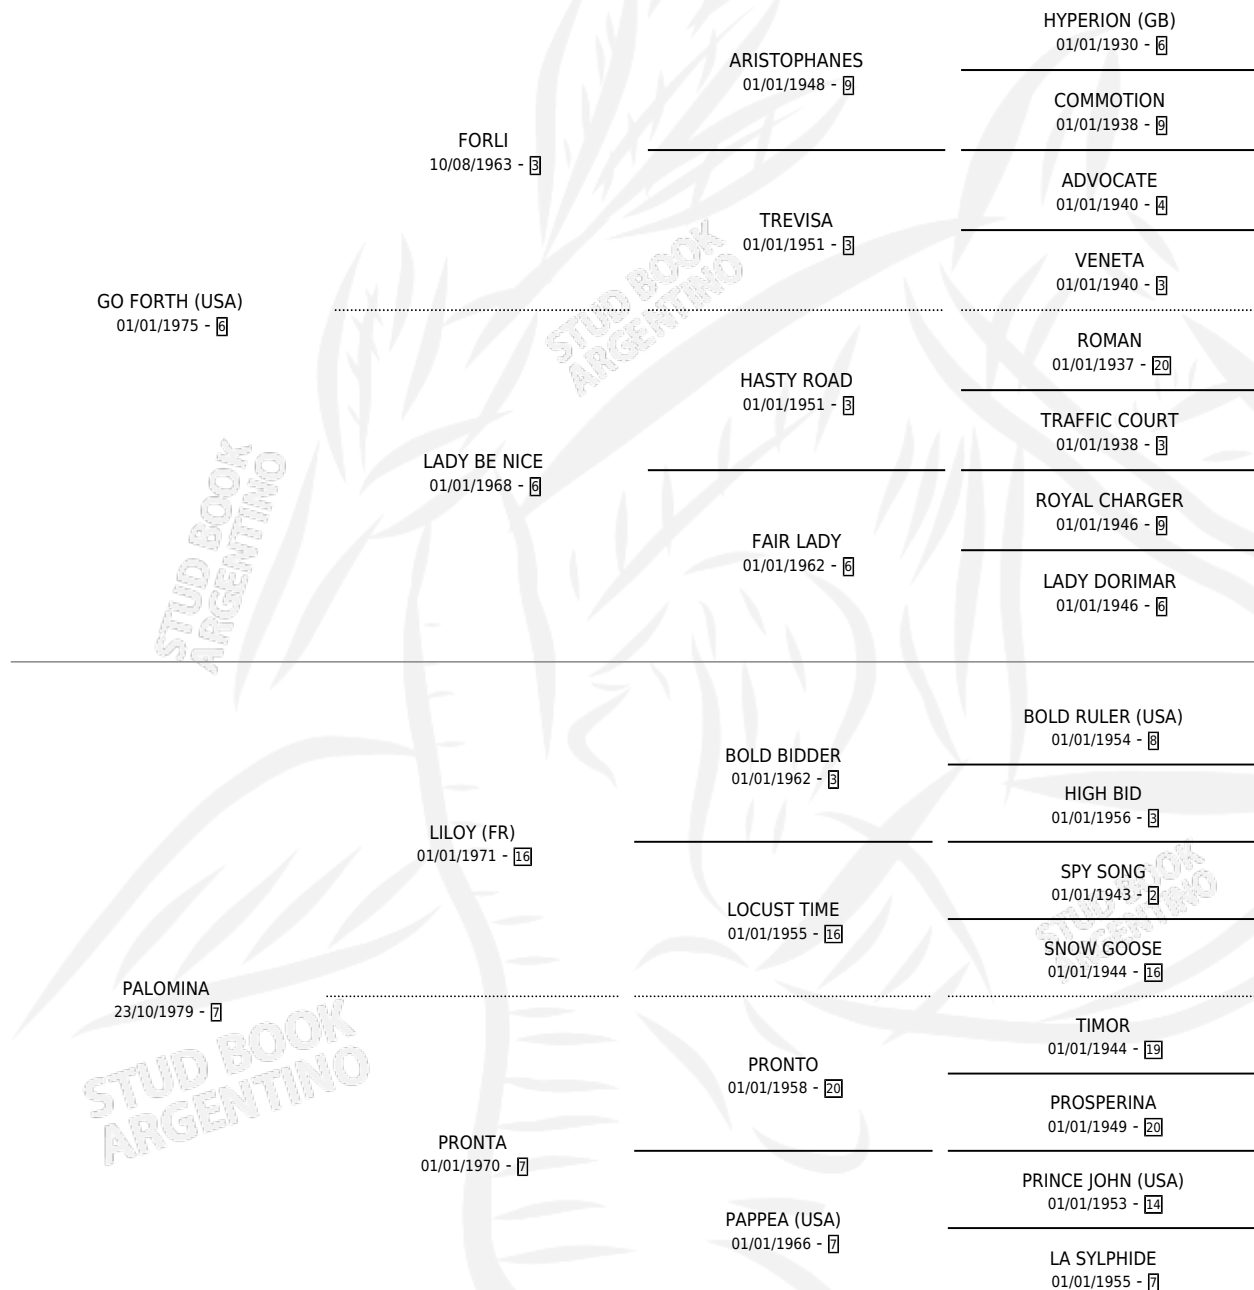 HYPERION (GB)
01/01/1930 - 6
ARISTOPHANES
01/01/1948 - 9
COMMOTION
01/01/1938 - 9
FORLI
10/08/1963 - 3
ADVOCATE
01/01/1940 - 4
TREVISA
01/01/1951 - 3
VENETA
01/01/1940 - 3
GO FORTH (USA)
01/01/1975 - 6
ROMAN
01/01/1937 - 20
HASTY ROAD
01/01/1951 - 3
TRAFFIC COURT
01/01/1938 - 3
LADY BE NICE
01/01/1968 - 6
ROYAL CHARGER
01/01/1946 - 9
FAIR LADY
01/01/1962 - 6
LADY DORIMAR
01/01/1946 - 6
STUD BOOK
ARGENTINO
STUD BOOK
ARGENTINO
BOLD RULER (USA)
01/01/1954 - 8
BOLD BIDDER
01/01/1962 - 3
HIGH BID
01/01/1956 - 3
LILOY (FR)
01/01/1971 - 16
SPY SONG
01/01/1943 - 2
LOCUST TIME
01/01/1955 - 16
SNOW GOOSE
01/01/1944 - 16
STUD BOOK
ARGENTINO
PALOMINA
23/10/1979 - 7
TIMOR
01/01/1944 - 19
PRONTO
01/01/1958 - 20
PROSPERINA
01/01/1949 - 20
STUD BOOK
ARGENTINO
PRONTA
01/01/1970 - 7
PRINCE JOHN (USA)
01/01/1953 - 14
PAPPEA (USA)
01/01/1966 - 7
LA SYLPHIDE
01/01/1955 - 7